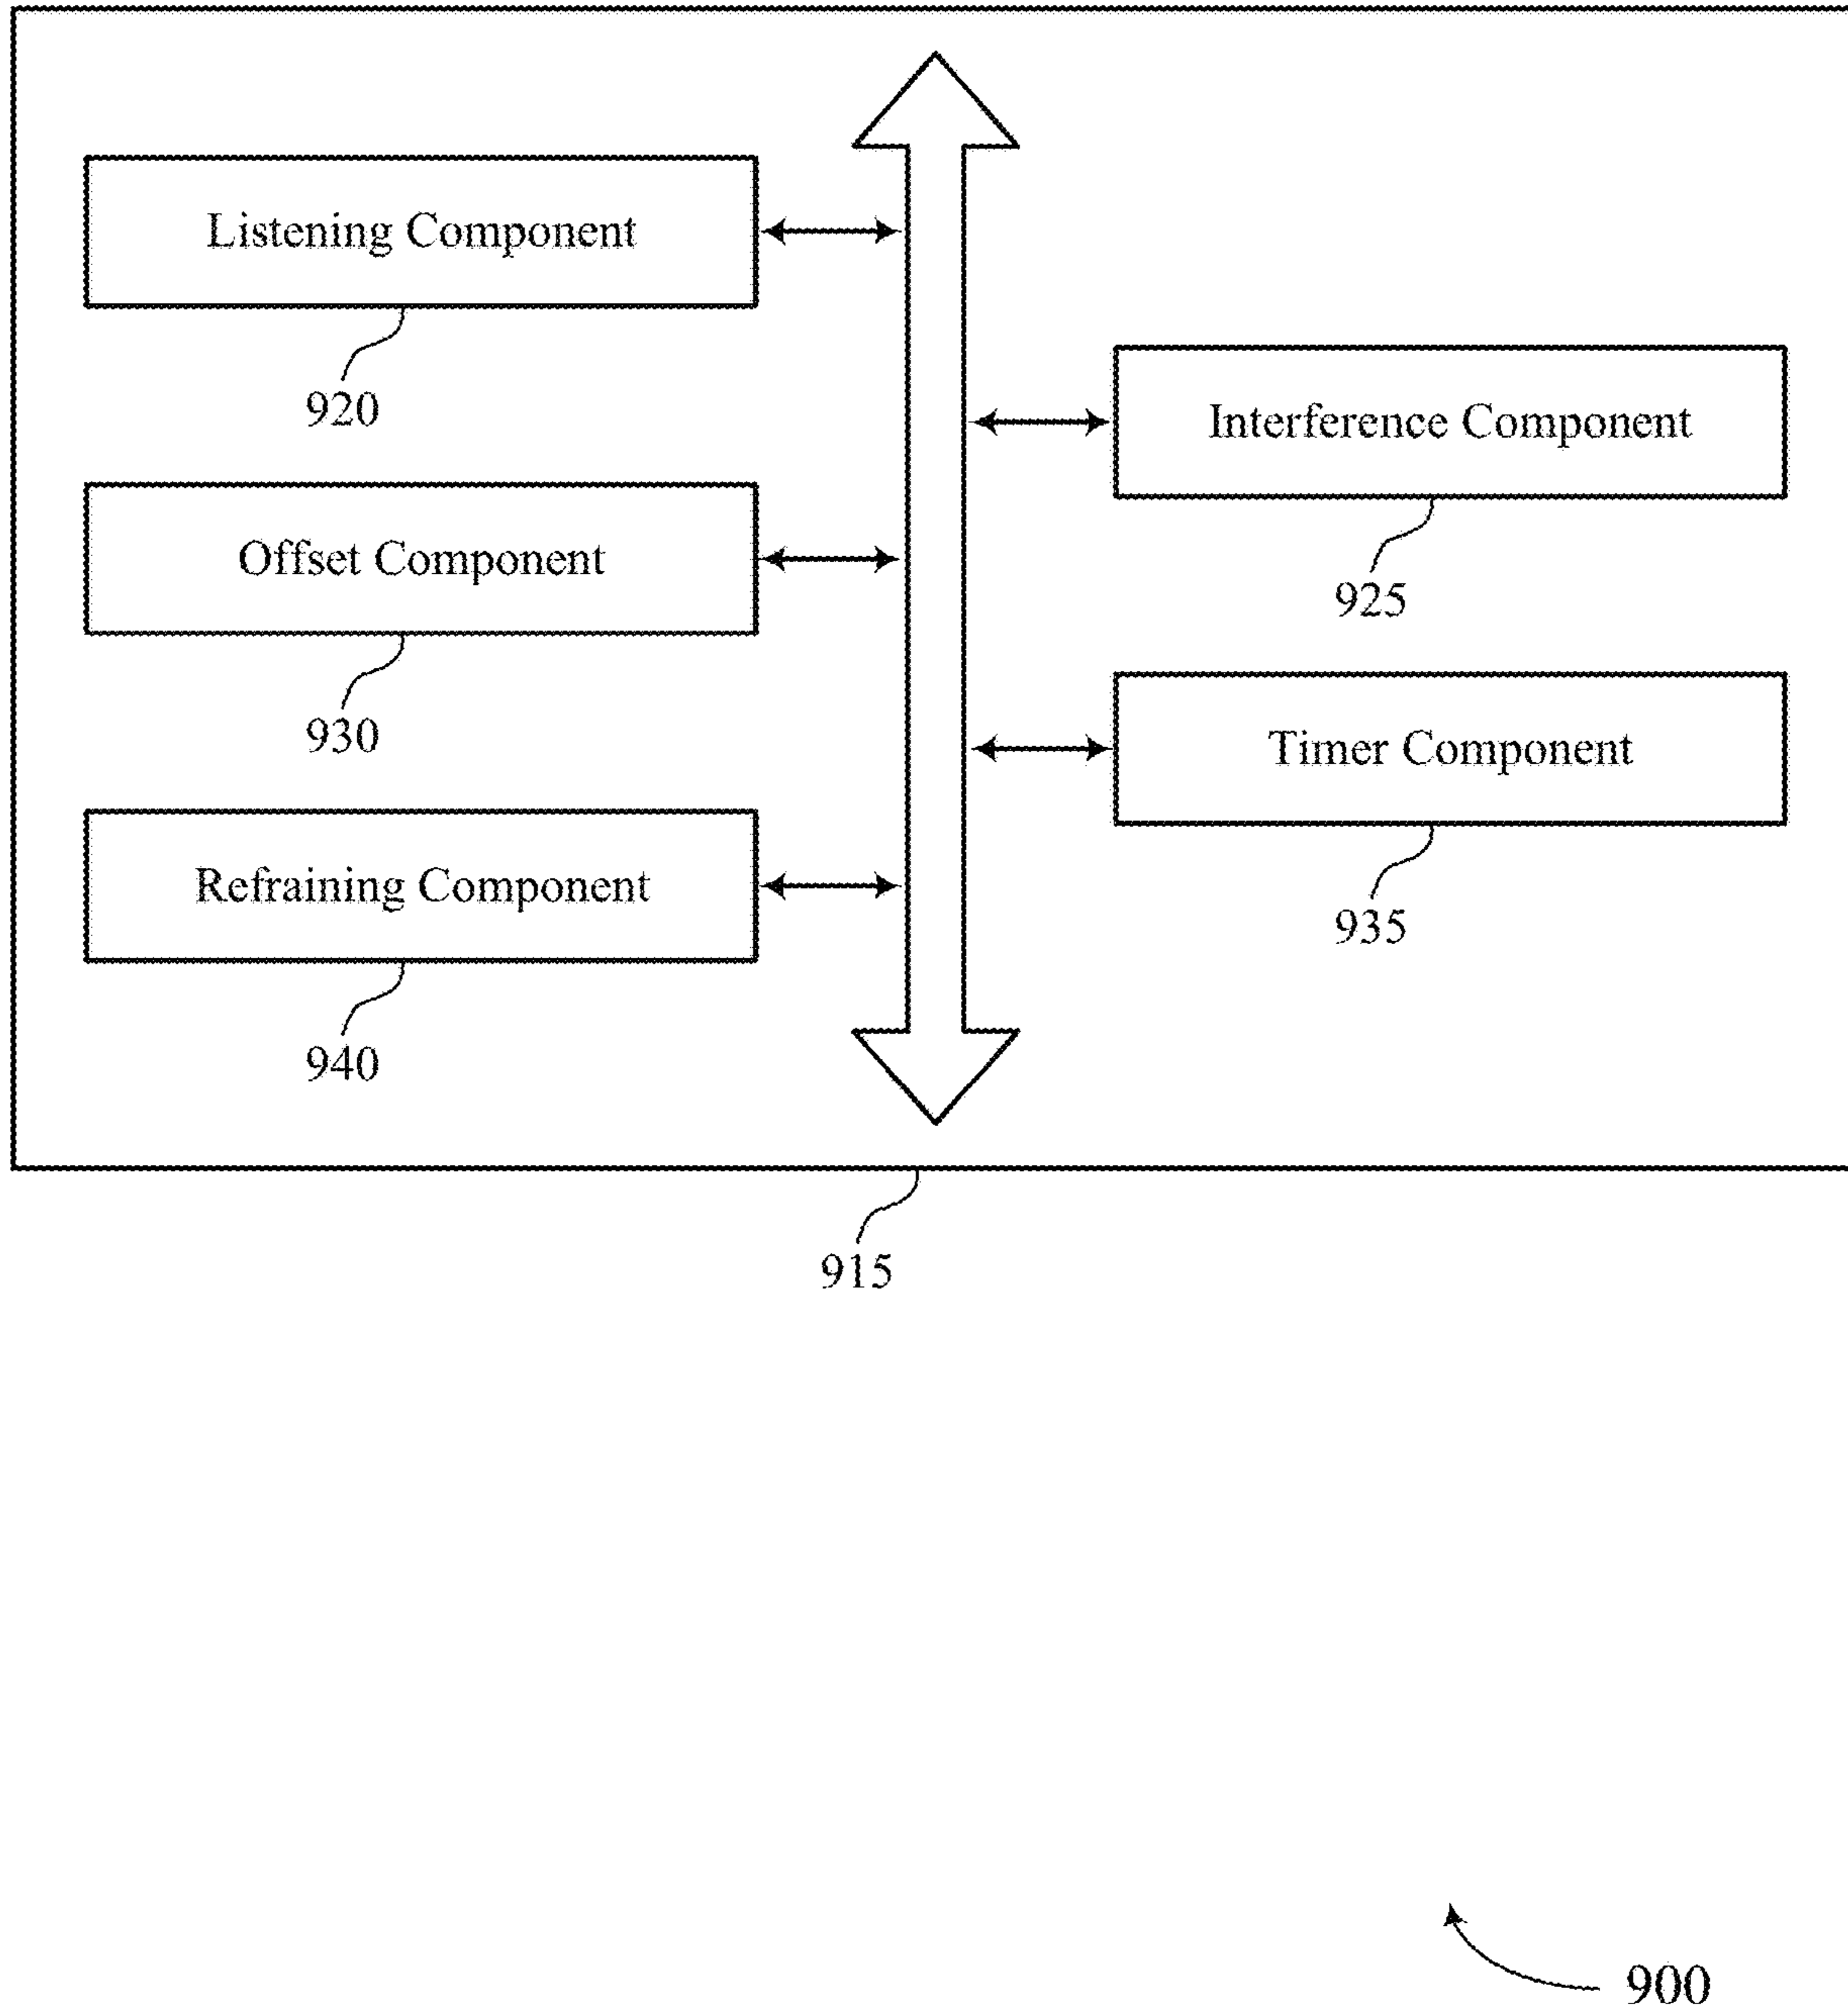 Listening Component
920
Interference Component
925
Offset Component
930
Timer Component
935
Refraining Component
940
915
900